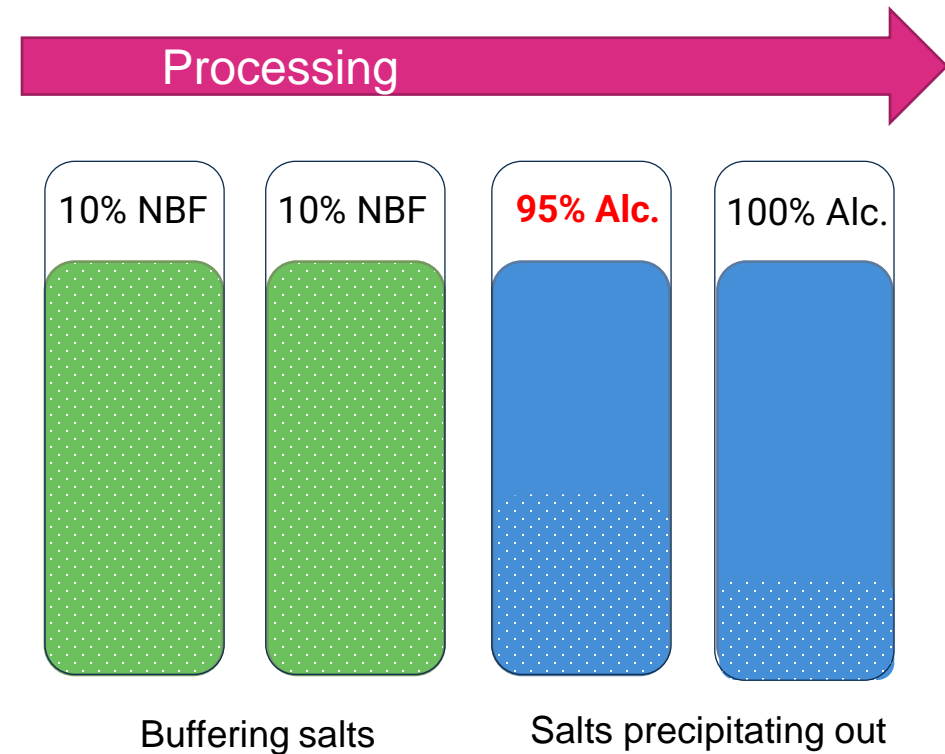 Processing
10% NBF
10% NBF
95% Alc.
100% Alc.
Buffering salts
Salts precipitating out